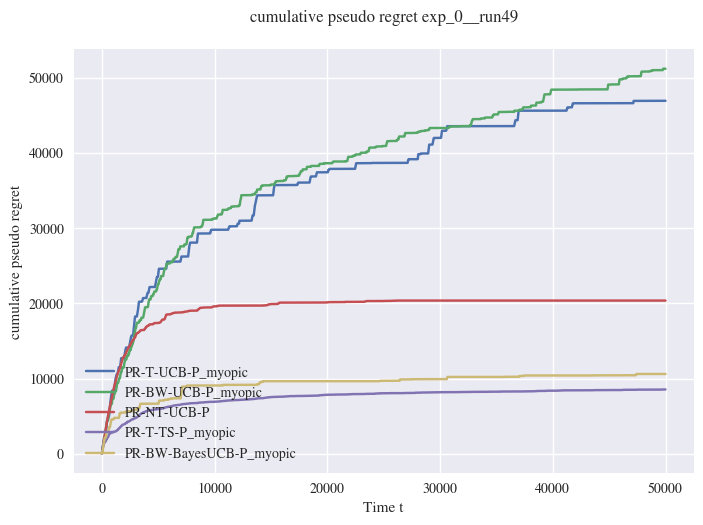 cumulative pseudo regret exp_0__run49
cumulative pseudo regret
50000
40000
30000
20000
10000
0
PR-T-UCB-P_myopic
PR-BW-UCB-P_myopic
PR-NT-UCB-P
PR-T-TS-P_myopic
PR-BW-BayesUCB-P_myopic
0 10000 20000 30000 40000 50000
Time t